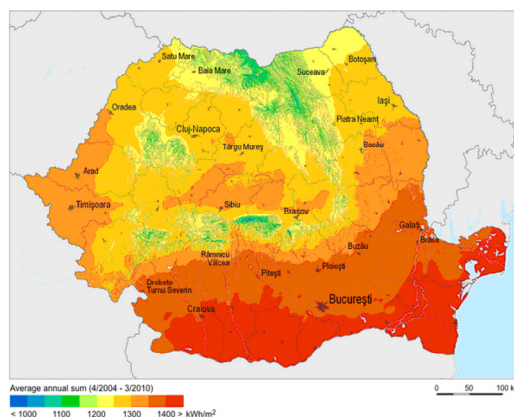 Satu Mare
Baia Mare
Suceava
Botoșani
Oradea
Cluj-Napoca
Iași
Piatra Neamț
Târgu Mureș
Bacău
Arad
Timișoara
Sibiu
Brașov
Galați
Brăila
Râmnicu
Vâlcea
Buzău
Ploiești
Pitești
Drobeta
Turnu Severin
București
Craiova
Average annual sum (4/2004 - 3/2010)
0 50 100 k
< 1000 1100 1200 1300 1400 > kWh/m²